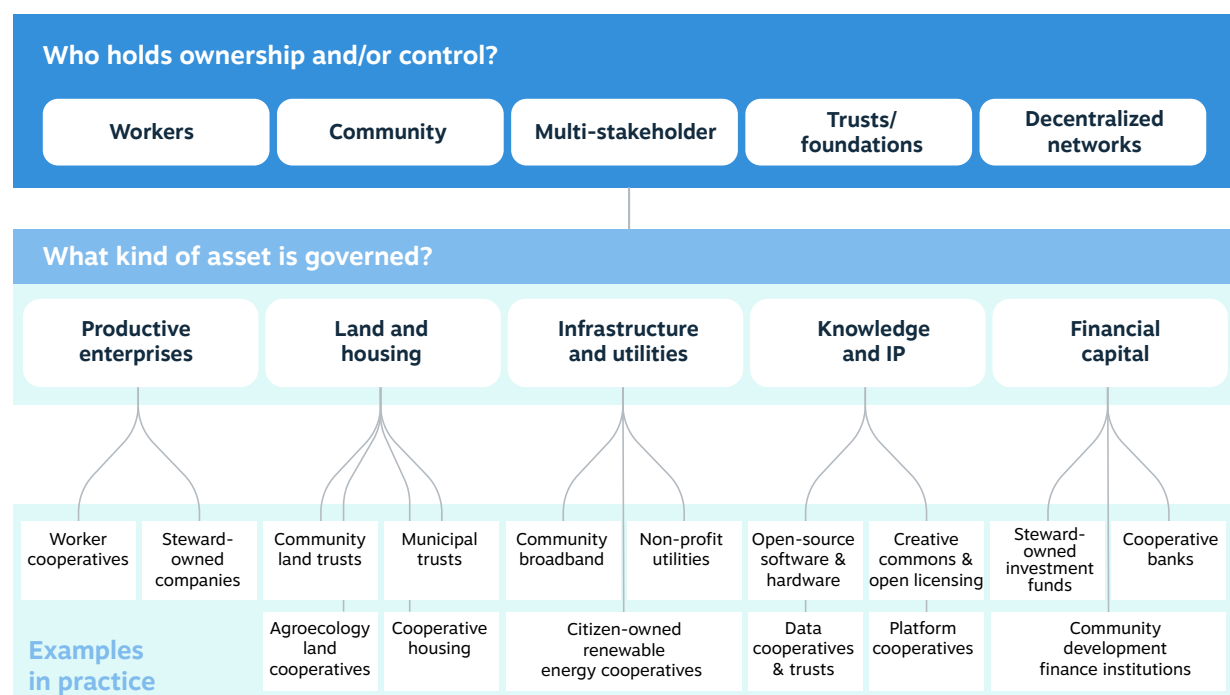 Who holds ownership and/or control?
Workers
Community
Multi-stakeholder
Trusts/
foundations
Decentralized
networks
What kind of asset is governed?
Productive
enterprises
Land and
housing
Infrastructure
and utilities
Knowledge
and IP
Financial
capital
Worker
cooperatives
Steward-
owned
companies
Community
land trusts
Municipal
trusts
Community
broadband
Non-profit
utilities
Open-source
software &
hardware
Creative
commons &
open licensing
Steward-
owned
investment
funds
Cooperative
banks
Examples
in practice
Agroecology
land
cooperatives
Cooperative
housing
Citizen-owned
renewable
energy cooperatives
Data
cooperatives
& trusts
Platform
cooperatives
Community
development
finance institutions